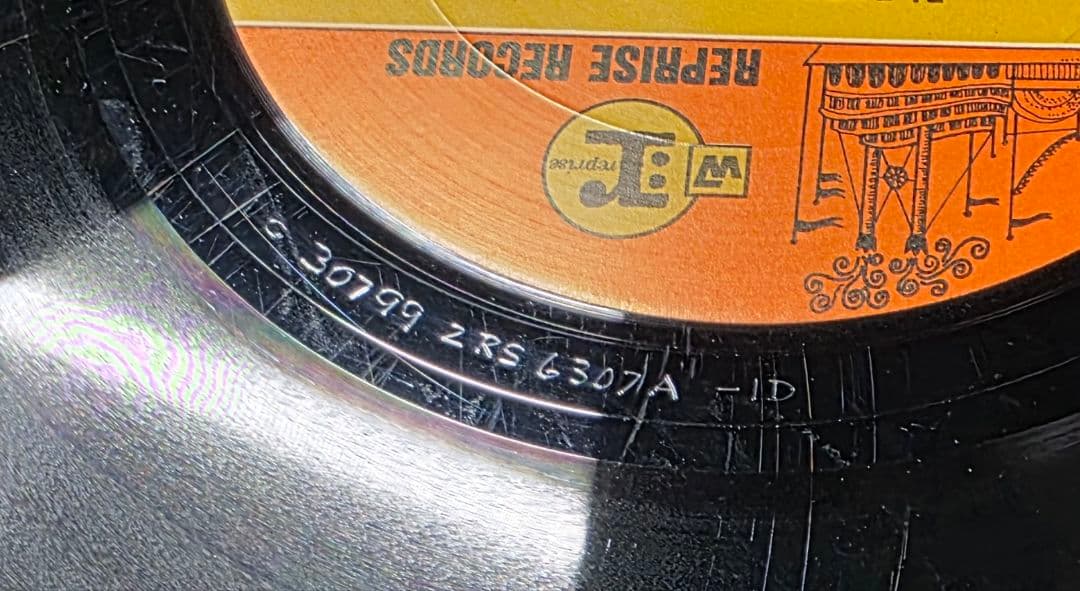 REPRISE RECORDS
r: reprise W
30799 2RS 6307A -1D